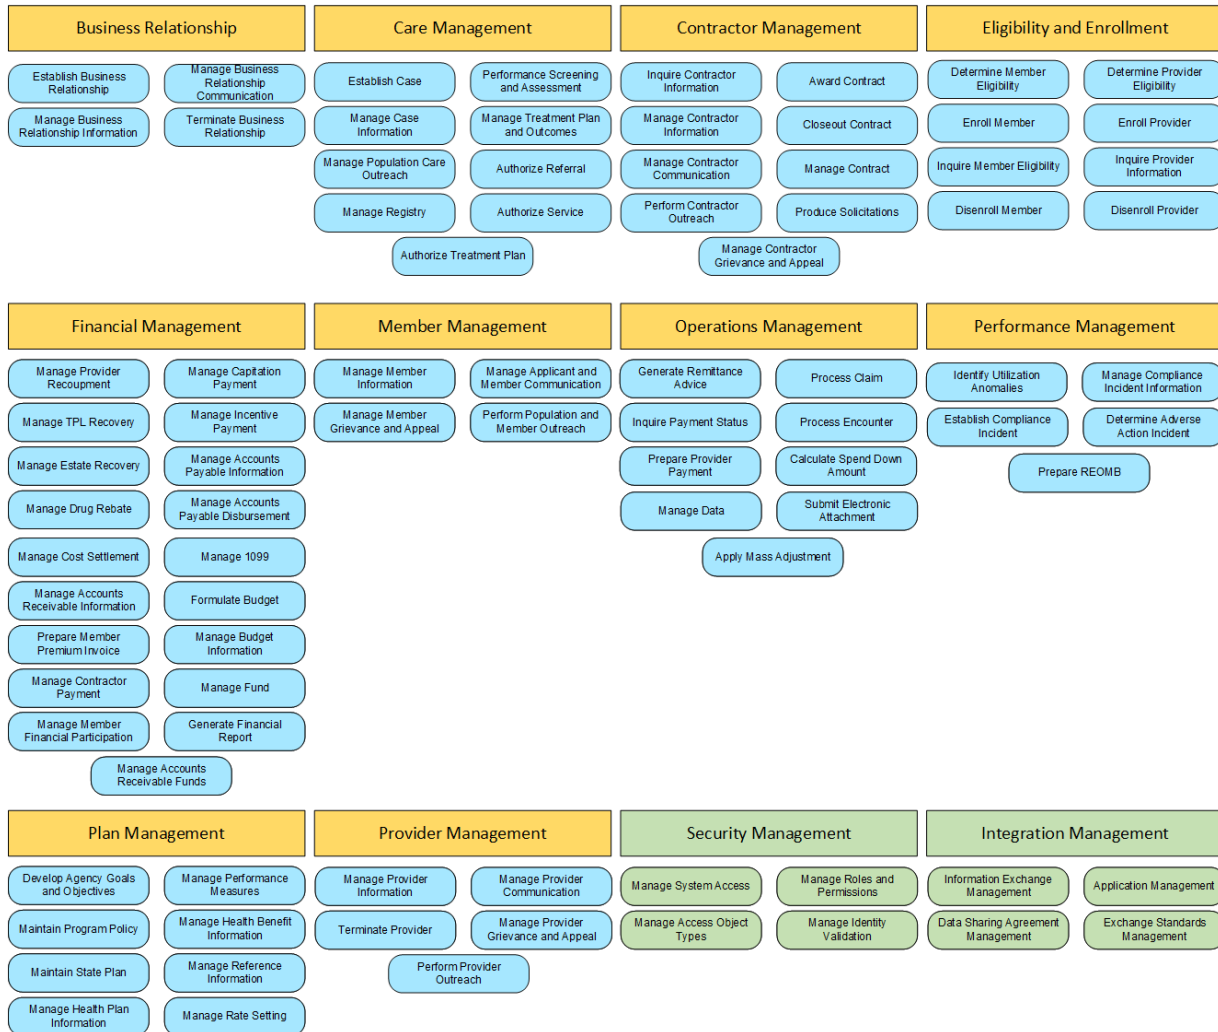 Business Relationship
Establish Business
Relationship
Manage Business
Relationship
Communication
Manage Business
Relationship Information
Terminate Business
Relationship
Care Management
Establish Case
Performance Screening
and Assessment
Manage Case
Information
Manage Treatment Plan
and Outcomes
Manage Population Care
Outreach
Authorize Referral
Manage Registry
Authorize Service
Authorize Treatment Plan
Contractor Management
Inquire Contractor
Information
Award Contract
Manage Contractor
Information
Closeout Contract
Manage Contractor
Communication
Manage Contract
Perform Contractor
Outreach
Produce Solicitations
Manage Contractor
Grievance and Appeal
Eligibility and Enrollment
Determine Member
Eligibility
Determine Provider
Eligibility
Enroll Member
Enroll Provider
Inquire Member Eligibility
Inquire Provider
Information
Disenroll Member
Disenroll Provider
Financial Management
Manage Provider
Recoupment
Manage Capitation
Payment
Manage TPL Recovery
Manage Incentive
Payment
Manage Estate Recovery
Manage Accounts
Payable Information
Manage Drug Rebate
Manage Accounts
Payable Disbursement
Manage Cost Settlement
Manage 1099
Manage Accounts
Receivable Information
Formulate Budget
Prepare Member
Premium Invoice
Manage Budget
Information
Manage Contractor
Payment
Manage Fund
Manage Member
Financial Participation
Generate Financial
Report
Manage Accounts
Receivable Funds
Member Management
Manage Member
Information
Manage Applicant and
Member Communication
Manage Member
Grievance and Appeal
Perform Population and
Member Outreach
Operations Management
Generate Remittance
Advice
Process Claim
Inquire Payment Status
Process Encounter
Prepare Provider
Payment
Calculate Spend Down
Amount
Manage Data
Submit Electronic
Attachment
Apply Mass Adjustment
Performance Management
Identify Utilization
Anomalies
Manage Compliance
Incident Information
Establish Compliance
Incident
Determine Adverse
Action Incident
Prepare REOMB
Plan Management
Develop Agency Goals
and Objectives
Manage Performance
Measures
Maintain Program Policy
Manage Health Benefit
Information
Maintain State Plan
Manage Reference
Information
Manage Health Plan
Information
Manage Rate Setting
Provider Management
Manage Provider
Information
Manage Provider
Communication
Terminate Provider
Manage Provider
Grievance and Appeal
Perform Provider
Outreach
Security Management
Manage System Access
Manage Roles and
Permissions
Manage Access Object
Types
Manage Identity
Validation
Integration Management
Information Exchange
Management
Application Management
Data Sharing Agreement
Management
Exchange Standards
Management